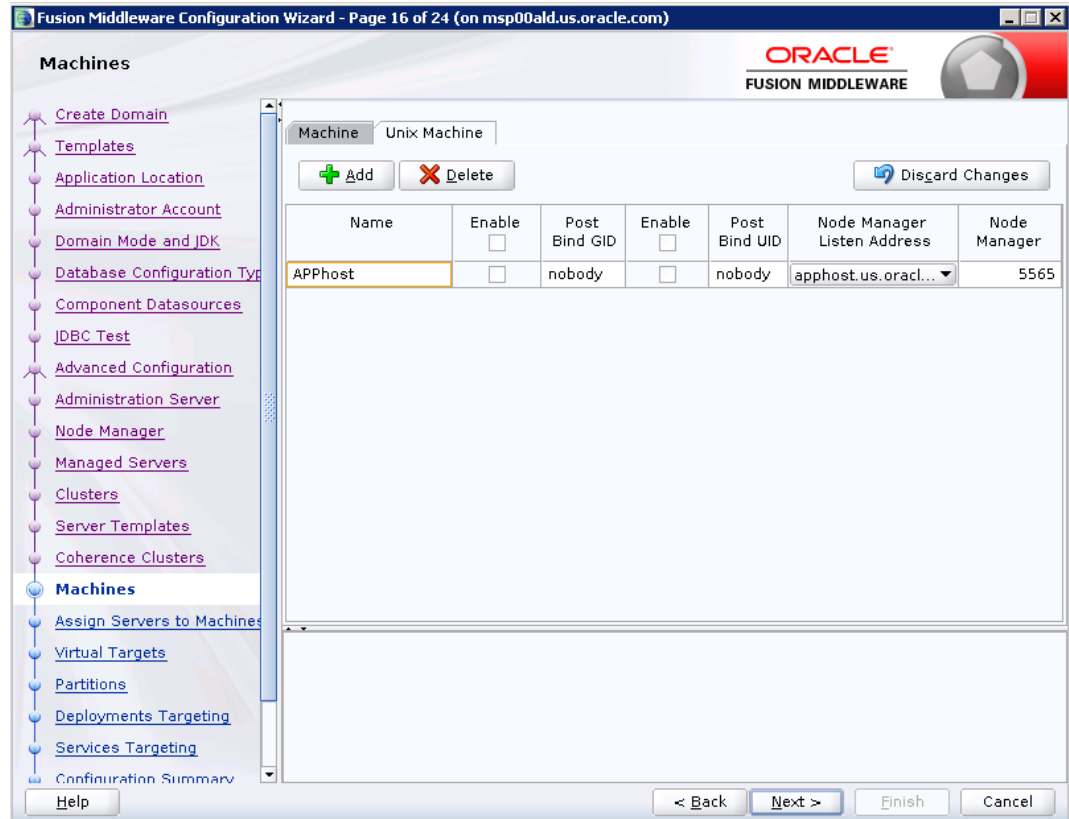 Fusion Middleware Configuration Wizard - Page 16 of 24 (on msp00ald.us.oracle.com)
Machines
ORACLE
FUSION MIDDLEWARE
Create Domain
Templates
Application Location
Administrator Account
Domain Mode and JDK
Database Configuration Typ
Component Datasources
JDBC Test
Advanced Configuration
Administration Server
Node Manager
Managed Servers
Clusters
Server Templates
Coherence Clusters
Machines
Assign Servers to Machines
Virtual Targets
Partitions
Deployments Targeting
Services Targeting
Configuration Summary
Machine Unix Machine
Add Delete Discard Changes
Name Enable Post Bind GID Enable Post Bind UID Node Manager Listen Address Node Manager
APPhost nobody nobody apphost.us.oracl... 5565
Help < Back Next > Finish Cancel